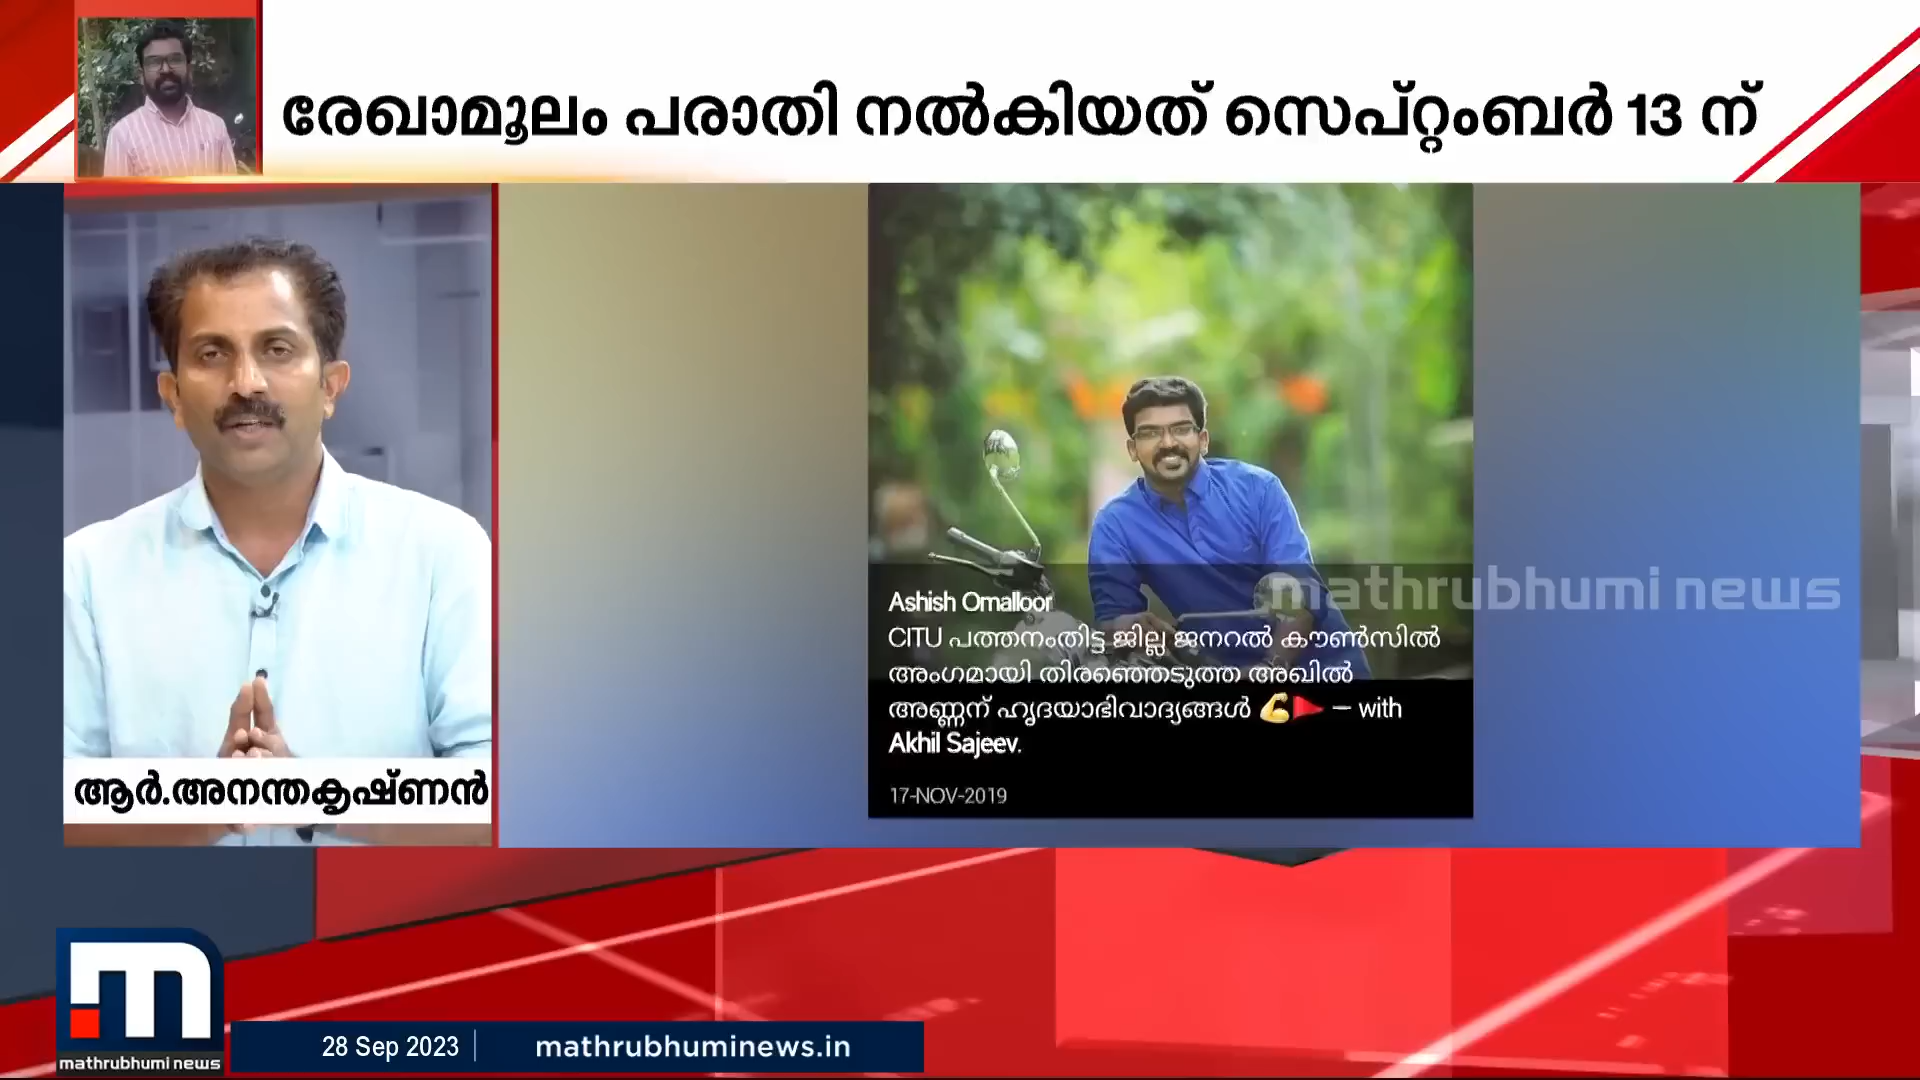 രേഖാമൂലം പരാതി നൽകിയത് സെപ്റ്റംബർ 13 ന്
mathrubhumi news
Ashish Omalloor
CITU പത്തനംതിട്ട ജില്ല ജനറൽ കൗൺസിൽ
അംഗമായി തിരഞ്ഞെടുത്ത അഖിൽ
അണ്ണന് ഹൃദയാഭിവാദ്യങ്ങൾ 💪🚩 – with
Akhil Sajeev.
17-NOV-2019
ആർ.അനന്തകൃഷ്ണൻ
mathrubhumi news
28 Sep 2023
mathrubhuminews.in